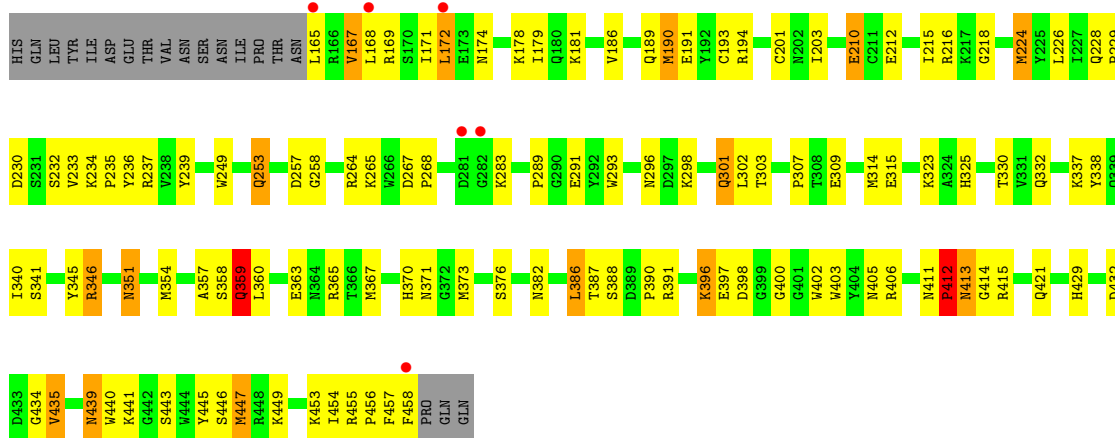 HIS GLN LEU TYR ILE ASP GLU THR VAL ASN SER ASN ILE PRO THR ASN L165 R166 V167 L168 R169 S170 I171 L172 E173 N174 K178 I179 Q180 K181 V186 Q189 M190 E191 Y192 C193 R194 C201 N202 I203 E210 C211 E212 I215 R216 K217 G218 M224 Y225 L226 I227 Q228
D230 S231 S232 V233 K234 P235 Y236 R237 V238 Y239 W249 Q253 D257 G258 R264 K265 W266 D267 P268 D281 G282 K283 P289 G290 E291 Y292 W293 N296 D297 K298 Q301 L302 T303 P307 T308 E309 M314 E315 K323 A324 H325 T330 V331 Q332 K337 Y338
I340 S341 Y345 R346 N351 M354 A357 S358 Q359 L360 E363 N364 R365 T366 M367 H370 N371 G372 M373 S376 N382 L386 T387 S388 D389 P390 R391 K396 E397 D398 G399 G400 G401 W402 W403 Y404 N405 R406 N411 P412 N413 G414 R415 Q421 H429
D433 G434 V435 N439 W440 K441 G442 S443 W444 Y445 S446 M447 R448 K449 K453 I454 R455 P456 F457 F458 PRO GLN GLN